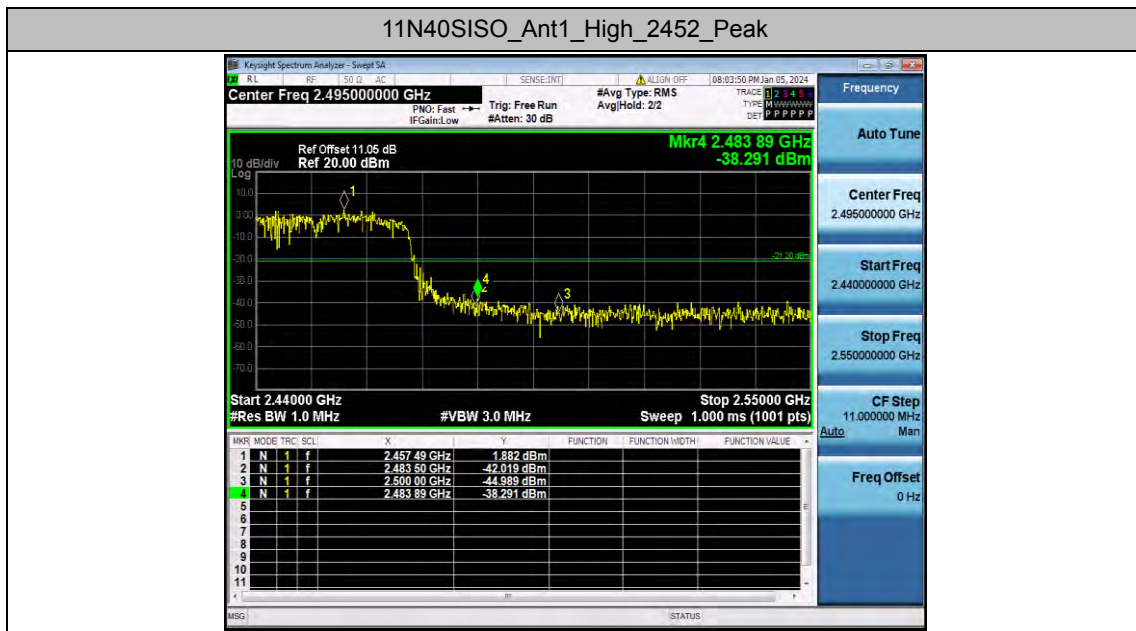 11N40SISO_Ant1_High_2452_Peak
Keysight Spectrum Analyzer - Swept SA
RL RF 50 Ω AC SENSE:INT ALIGN OFF 08:03:50 PM Jan 05, 2024
Center Freq 2.495000000 GHz
PNO: Fast
IFGain:Low
Trig: Free Run
#Atten: 30 dB
#Avg Type: RMS
Avg|Hold: 2/2
TRACE 1 2 3 4 5 6
TYPE MWWWWW
DET P P P P P P
Frequency
Auto Tune
Center Freq
2.495000000 GHz
Start Freq
2.440000000 GHz
Stop Freq
2.550000000 GHz
CF Step
11.000000 MHz
Auto Man
Freq Offset
0 Hz
Mkr4 2.483 89 GHz
-38.291 dBm
Ref Offset 11.05 dB
10 dB/div Ref 20.00 dBm
Log
10.0
0.00
-10.0
-20.0
-30.0
-40.0
-50.0
-60.0
-70.0
1
4
2
3
-21.20 dBm
Start 2.44000 GHz Stop 2.55000 GHz
#Res BW 1.0 MHz #VBW 3.0 MHz Sweep 1.000 ms (1001 pts)
MKR MODE TRC SCL X Y FUNCTION FUNCTION WIDTH FUNCTION VALUE
1 N 1 f 2.457 49 GHz 1.882 dBm
2 N 1 f 2.483 50 GHz -42.019 dBm
3 N 1 f 2.500 00 GHz -44.989 dBm
4 N 1 f 2.483 89 GHz -38.291 dBm
5
6
7
8
9
10
11
MSG STATUS